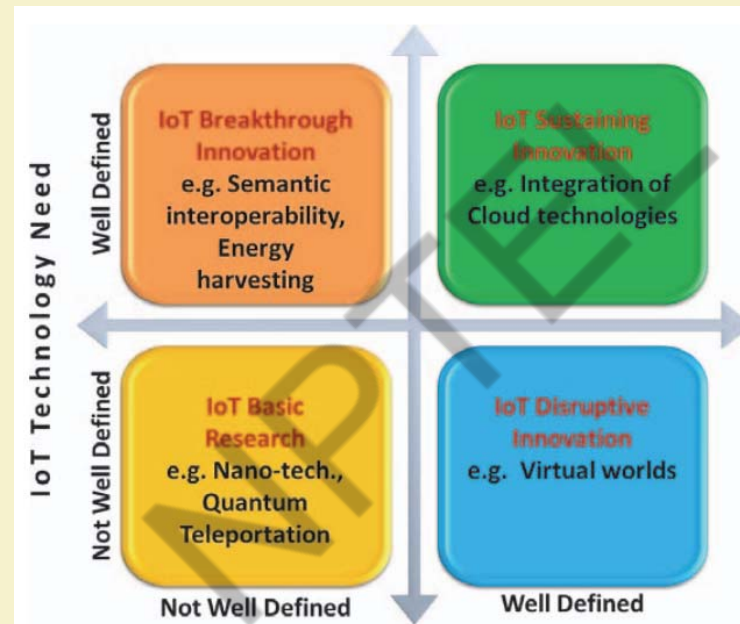 IoT Technology Need
Well Defined
IoT Breakthrough
Innovation
e.g. Semantic
interoperability,
Energy
harvesting
IoT Sustaining
Innovation
e.g. Integration of
Cloud technologies
Not Well Defined
IoT Basic
Research
e.g. Nano-tech.,
Quantum
Teleportation
IoT Disruptive
Innovation
e.g. Virtual worlds
Not Well Defined
Well Defined
NPTEL